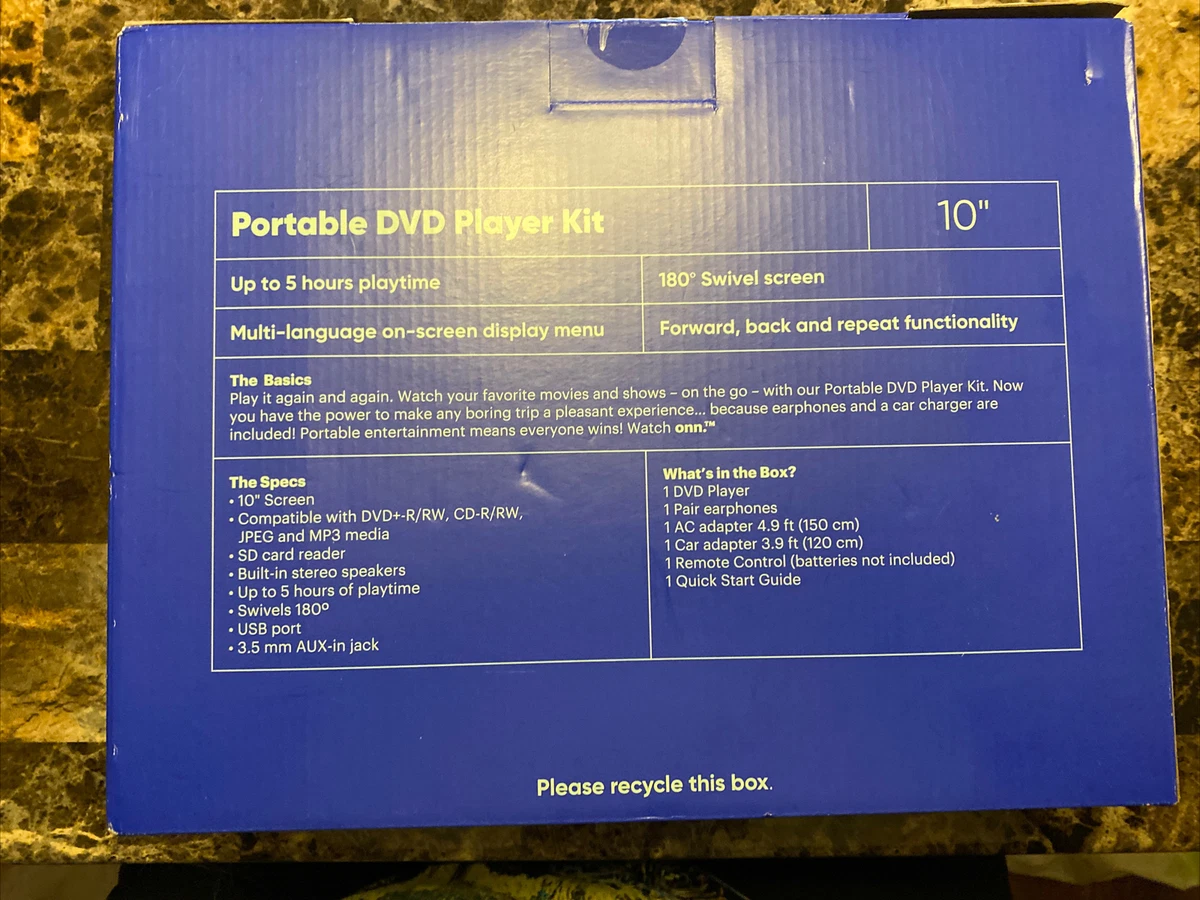 Portable DVD Player Kit
10"
Up to 5 hours playtime
180° Swivel screen
Multi-language on-screen display menu
Forward, back and repeat functionality
The Basics
Play it again and again. Watch your favorite movies and shows – on the go – with our Portable DVD Player Kit. Now
you have the power to make any boring trip a pleasant experience... because earphones and a car charger are
included! Portable entertainment means everyone wins! Watch onn.™
The Specs
• 10" Screen
• Compatible with DVD+-R/RW, CD-R/RW,
JPEG and MP3 media
• SD card reader
• Built-in stereo speakers
• Up to 5 hours of playtime
• Swivels 180º
• USB port
• 3.5 mm AUX-in jack
What's in the Box?
1 DVD Player
1 Pair earphones
1 AC adapter 4.9 ft (150 cm)
1 Car adapter 3.9 ft (120 cm)
1 Remote Control (batteries not included)
1 Quick Start Guide
Please recycle this box.